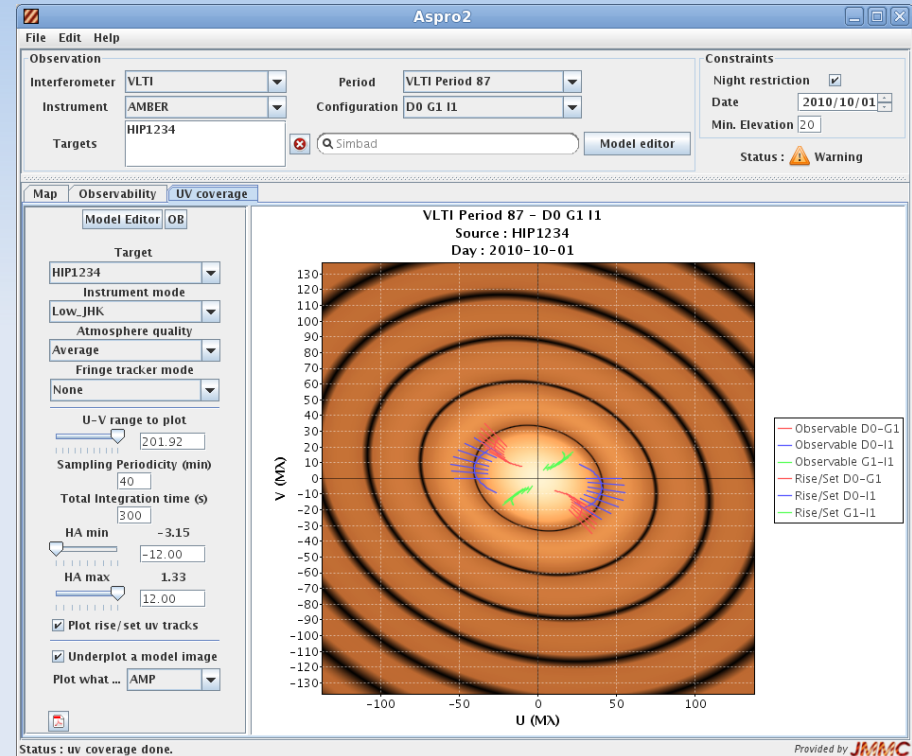 Aspro2
File Edit Help
Observation
Interferometer VLTI Period VLTI Period 87
Instrument AMBER Configuration D0 G1 I1
Targets HIP1234 Simbad Model editor
Constraints
Night restriction
Date 2010/10/01
Min. Elevation 20
Status : Warning
Map Observability UV coverage
Model Editor OB
Target
HIP1234
Instrument mode
Low_JHK
Atmosphere quality
Average
Fringe tracker mode
None
U-V range to plot
201.92
Sampling Periodicity (min)
40
Total Integration time (s)
300
HA min -3.15
-12.00
HA max 1.33
12.00
Plot rise/set uv tracks
Underplot a model image
Plot what ... AMP
VLTI Period 87 - D0 G1 I1
Source : HIP1234
Day : 2010-10-01
130
120
110
100
90
80
70
60
50
40
30
20
10
0
-10
-20
-30
-40
-50
-60
-70
-80
-90
-100
-110
-120
-130
V (Mλ)
-100 -50 0 50 100
U (Mλ)
Observable D0-G1
Observable D0-I1
Observable G1-I1
Rise/Set D0-G1
Rise/Set D0-I1
Rise/Set G1-I1
Status : uv coverage done.
Provided by JMMC